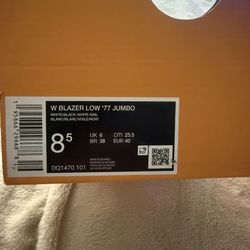 W BLAZER LOW '77 JUMBO
WHITE/BLACK-WHITE-SAIL
BLANC/BLANC/VOILE/NOIR
8.5
UK 6 CITI 25.5
BR 38 EUR 40
DQ1470 101